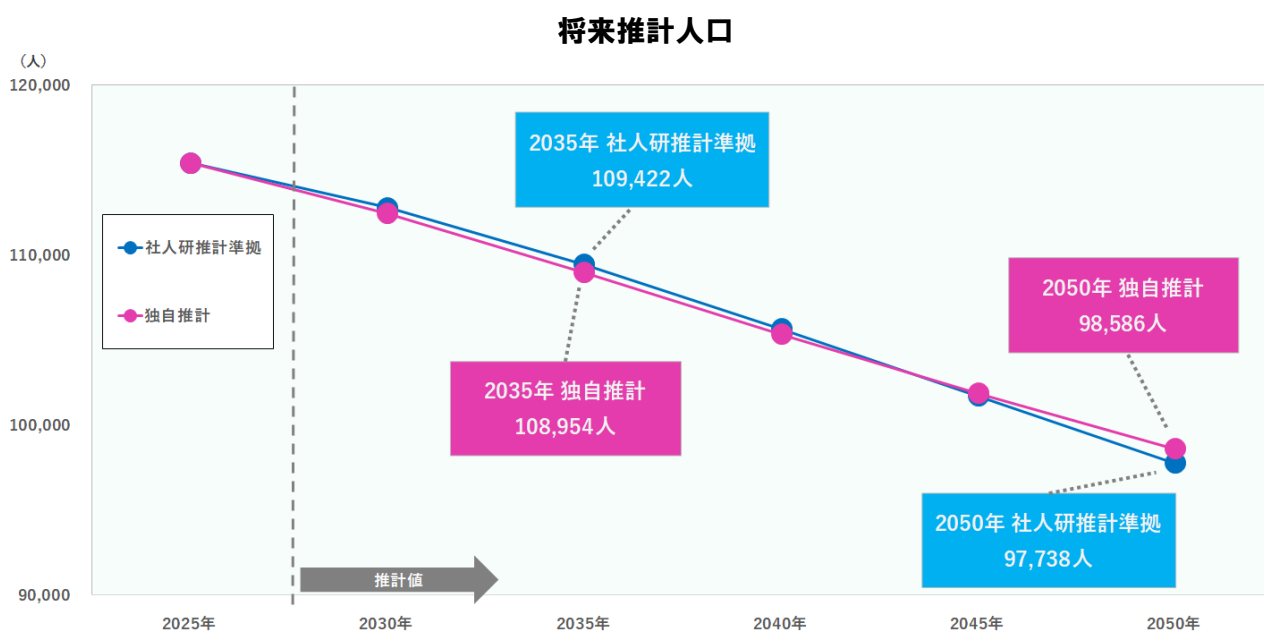 将来推計人口
（人）
120,000
110,000
100,000
90,000
社人研推計準拠
独自推計
2035年 社人研推計準拠
109,422人
2035年 独自推計
108,954人
2050年 独自推計
98,586人
2050年 社人研推計準拠
97,738人
推計値
2025年
2030年
2035年
2040年
2045年
2050年